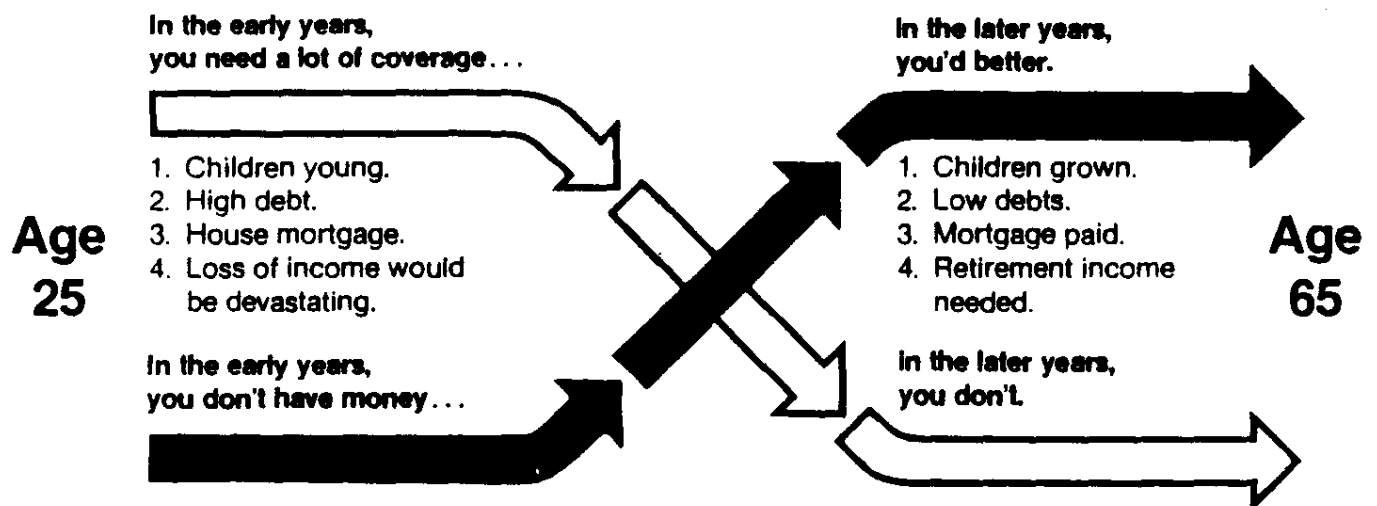 In the early years,
you need a lot of coverage...
1. Children young.
2. High debt.
3. House mortgage.
4. Loss of income would
be devastating.
Age
25
In the early years,
you don't have money...
In the later years,
you'd better.
1. Children grown.
2. Low debts.
3. Mortgage paid.
4. Retirement income
needed.
Age
65
In the later years,
you don't.